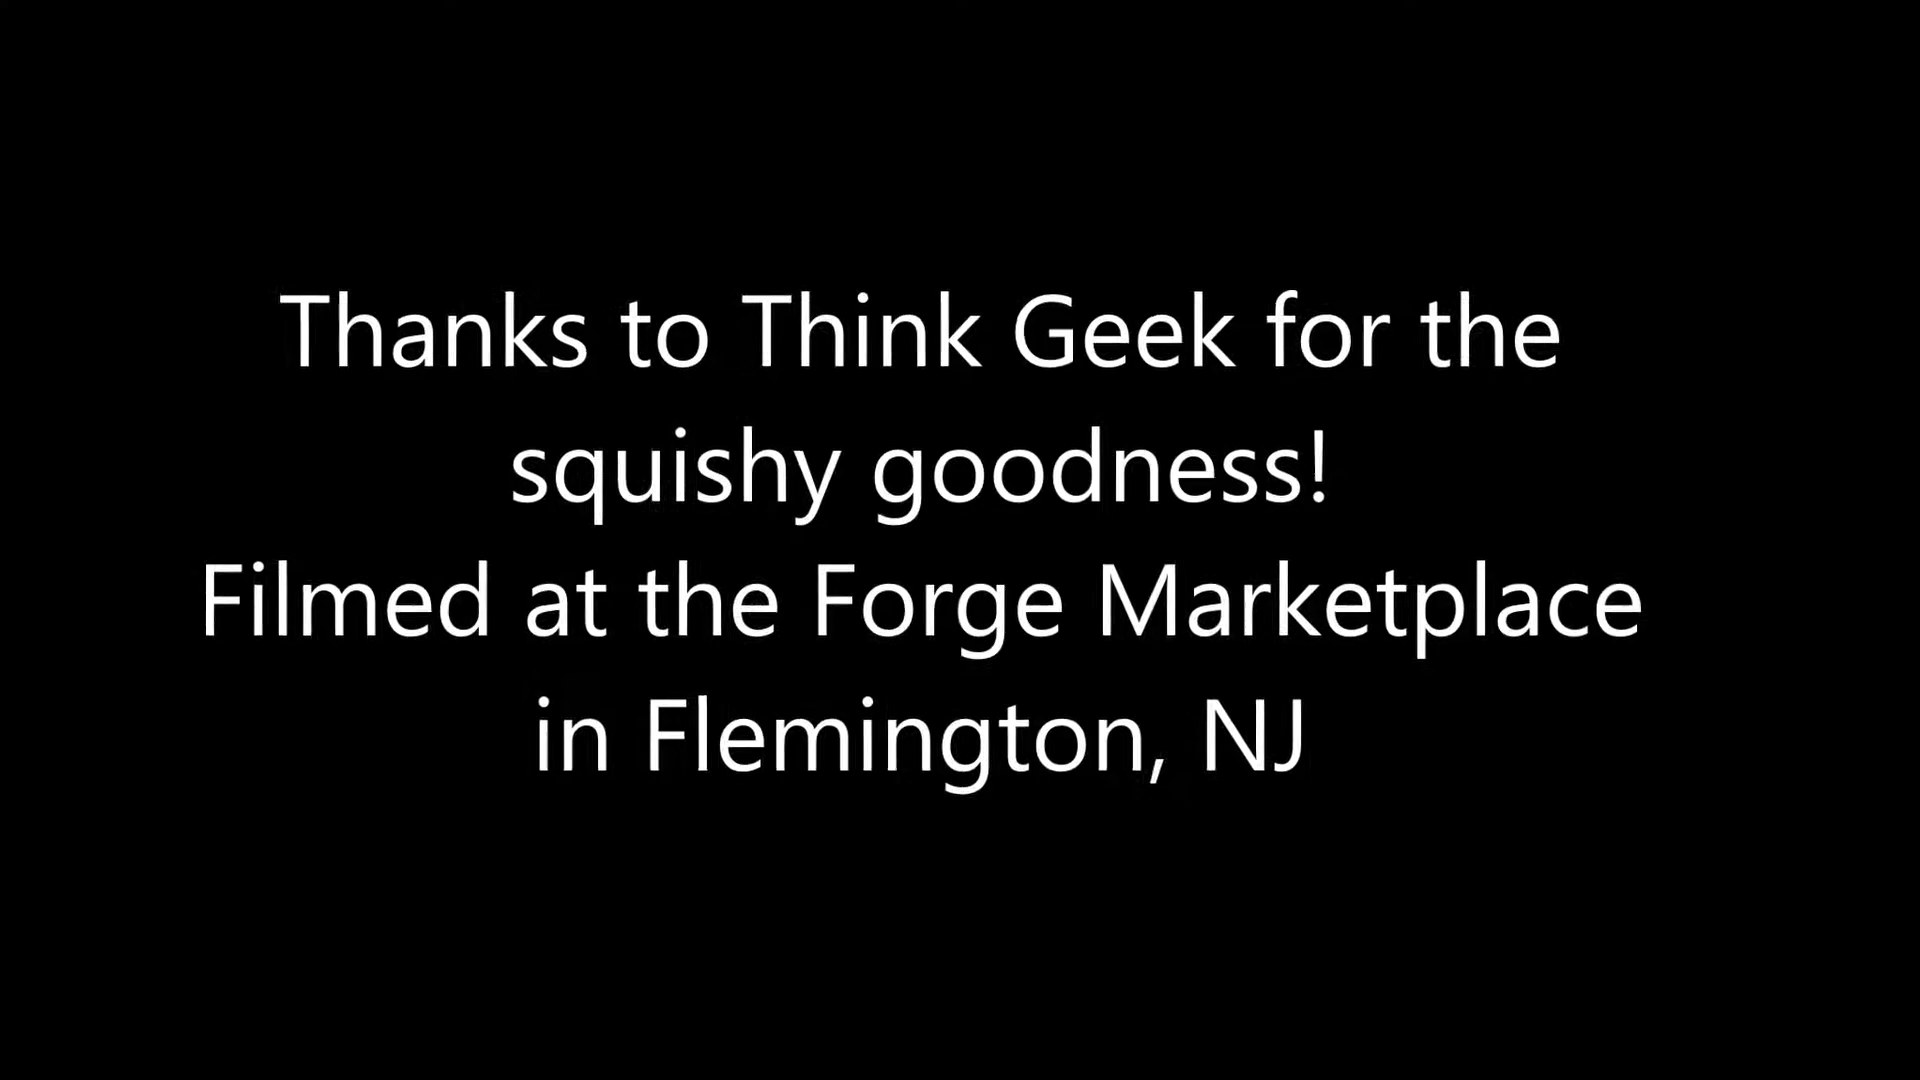 Thanks to Think Geek for the
squishy goodness!
Filmed at the Forge Marketplace
in Flemington, NJ